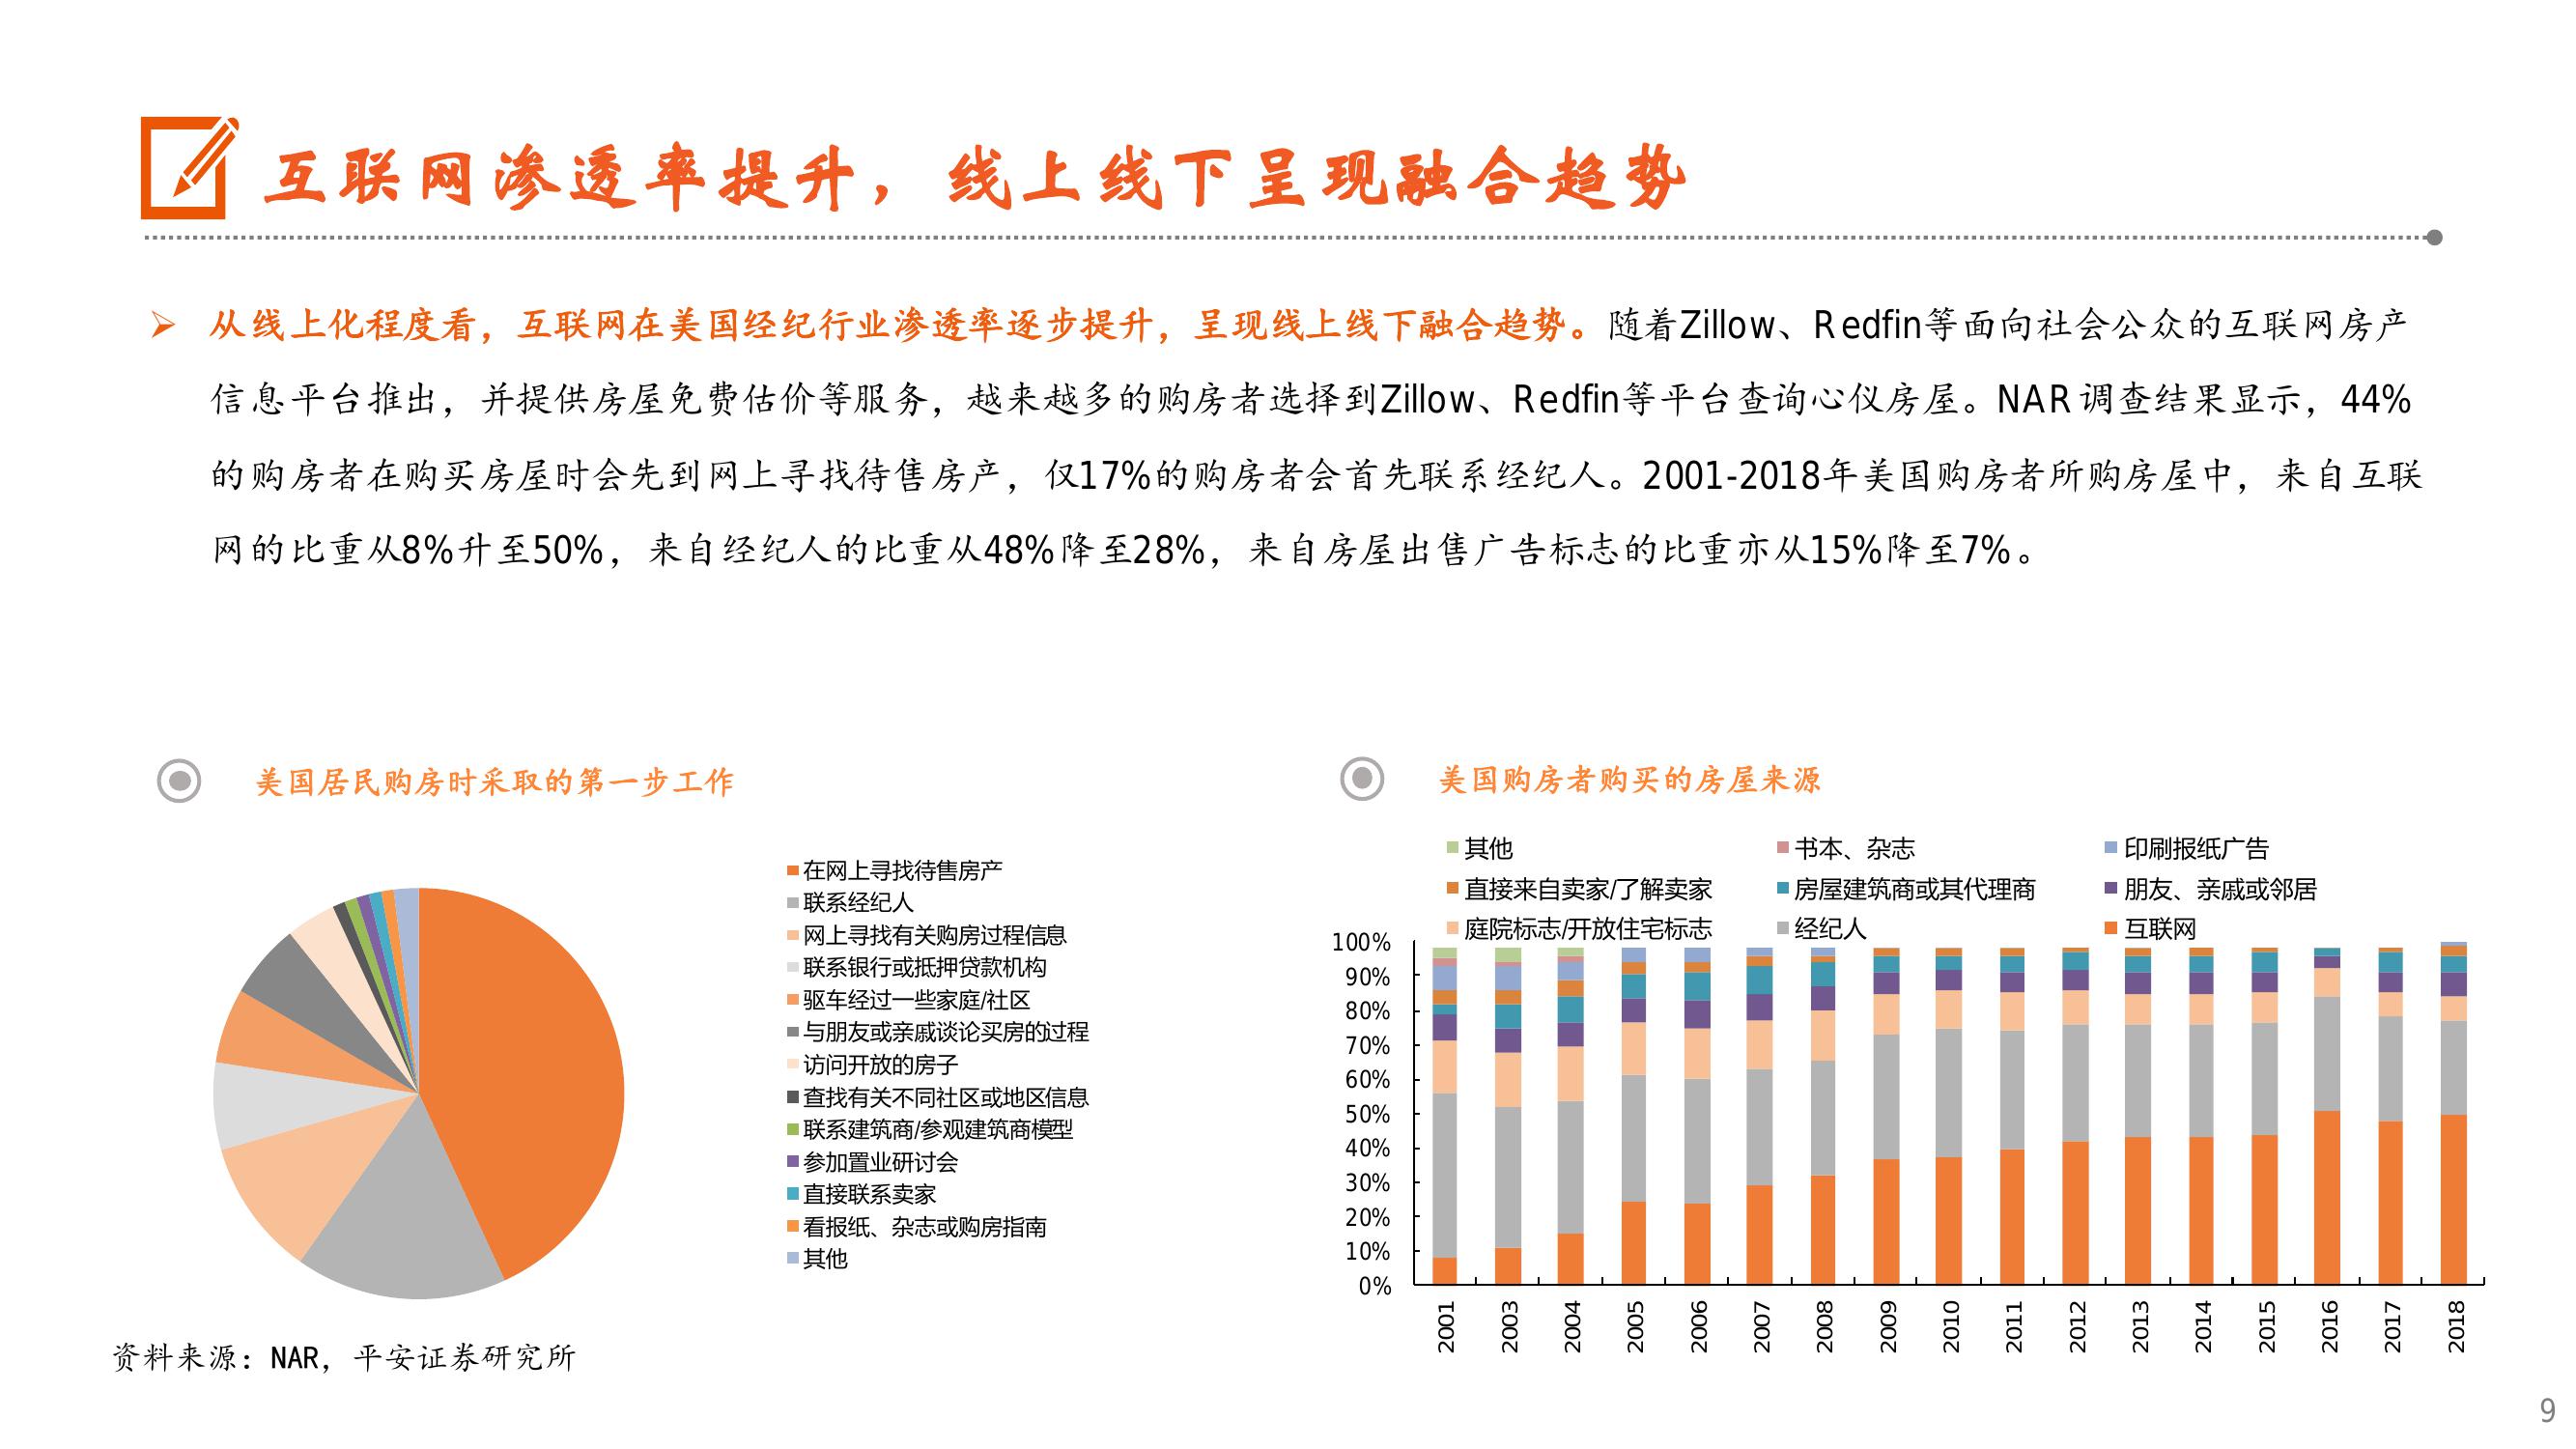 互联网渗透率提升，线上线下呈现融合趋势
从线上化程度看，互联网在美国经纪行业渗透率逐步提升，呈现线上线下融合趋势。随着Zillow、Redfin等面向社会公众的互联网房产
信息平台推出，并提供房屋免费估价等服务，越来越多的购房者选择到Zillow、Redfin等平台查询心仪房屋。NAR调查结果显示，44%
的购房者在购买房屋时会先到网上寻找待售房产，仅17%的购房者会首先联系经纪人。2001-2018年美国购房者所购房屋中，来自互联
网的比重从8%升至50%，来自经纪人的比重从48%降至28%，来自房屋出售广告标志的比重亦从15%降至7%。
美国居民购房时采取的第一步工作
在网上寻找待售房产
联系经纪人
网上寻找有关购房过程信息
联系银行或抵押贷款机构
驱车经过一些家庭/社区
与朋友或亲戚谈论买房的过程
访问开放的房子
查找有关不同社区或地区信息
联系建筑商/参观建筑商模型
参加置业研讨会
直接联系卖家
看报纸、杂志或购房指南
其他
美国购房者购买的房屋来源
其他 书本、杂志 印刷报纸广告
直接来自卖家/了解卖家 房屋建筑商或其代理商 朋友、亲戚或邻居
庭院标志/开放住宅标志 经纪人 互联网
100%
90%
80%
70%
60%
50%
40%
30%
20%
10%
0%
2001 2003 2004 2005 2006 2007 2008 2009 2010 2011 2012 2013 2014 2015 2016 2017 2018
资料来源：NAR，平安证券研究所
9